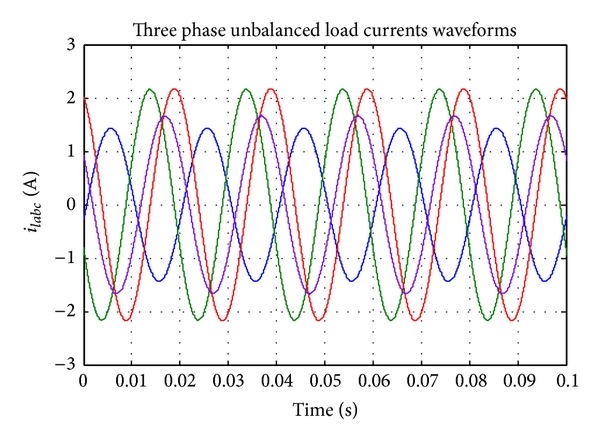 Three phase unbalanced load currents waveforms
3
2
1
0
−1
−2
−3
i_labc (A)
0 0.01 0.02 0.03 0.04 0.05 0.06 0.07 0.08 0.09 0.1
Time (s)